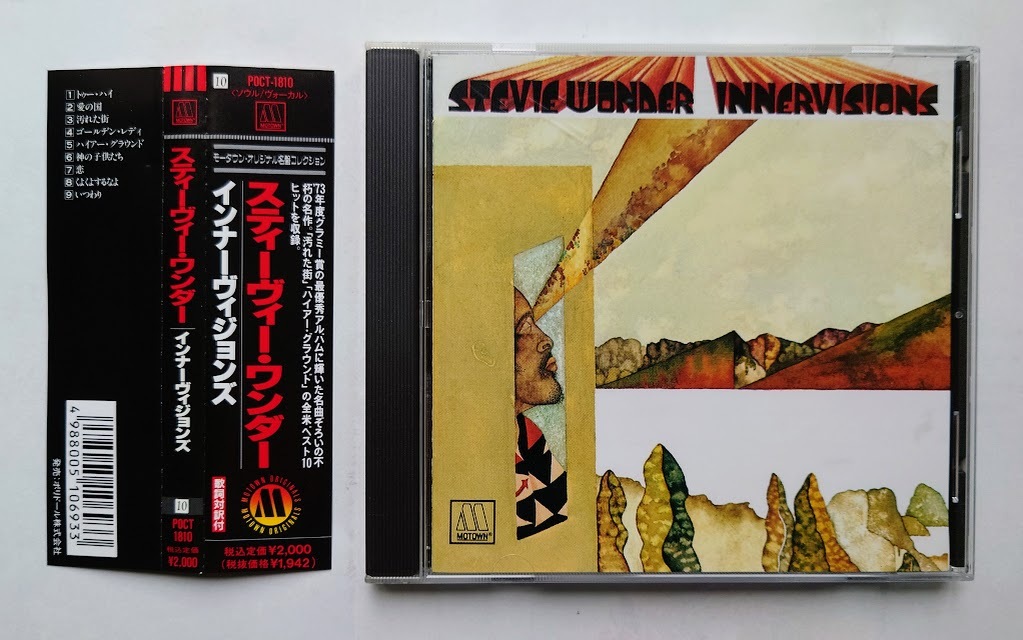 1 トゥー・ハイ
2 愛の国
3 汚れた街
4 ゴールデン・レディ
5 ハイアー・グラウンド
6 神の子供たち
7 恋
8 くよくよするなよ
9 いつわり
4988005106933
発売:ポリドール株式会社
MOTOWN
スティーヴィー・ワンダー
インナーヴィジョンズ
10
POCT
1810
税込定価
¥2,000
10
POCT-1810
〈ソウル/ヴォーカル〉
MOTOWN
モータウン・オリジナル名盤コレクション
'73年度グラミー賞の最優秀アルバムに輝いた名曲ぞろいの不
朽の名作。「汚れた街」「ハイアー・グラウンド」の全米ベスト10
ヒットを収録。
スティーヴィー・ワンダー
インナーヴィジョンズ
歌詞対訳付
MOTOWN ORIGINALS
MOTOWN ORIGINALS
税込定価¥2,000
(税抜価格¥1,942)
STEVIE WONDER INNERVISIONS
MOTOWN®